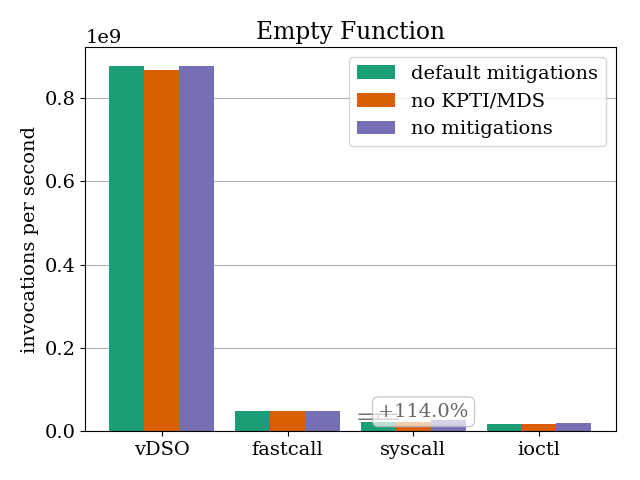 Empty Function
1e9
default mitigations
no KPTI/MDS
no mitigations
invocations per second
0.8
0.6
0.4
0.2
0.0
+114.0%
vDSO
fastcall
syscall
ioctl